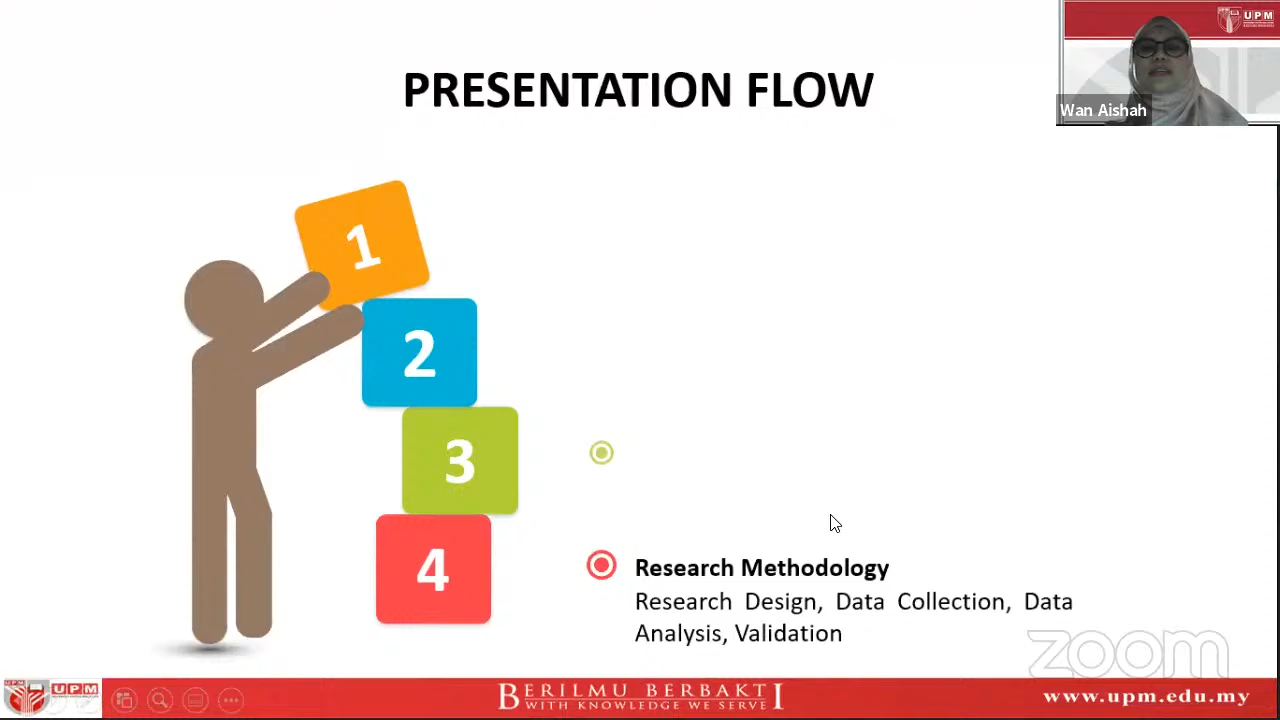 PRESENTATION FLOW
UPM
Wan Aishah
1
2
3
4
Research Methodology
Research Design, Data Collection, Data
Analysis, Validation
zoom
UPM
BERILMU BERBAKTI
WITH KNOWLEDGE WE SERVE
www.upm.edu.my